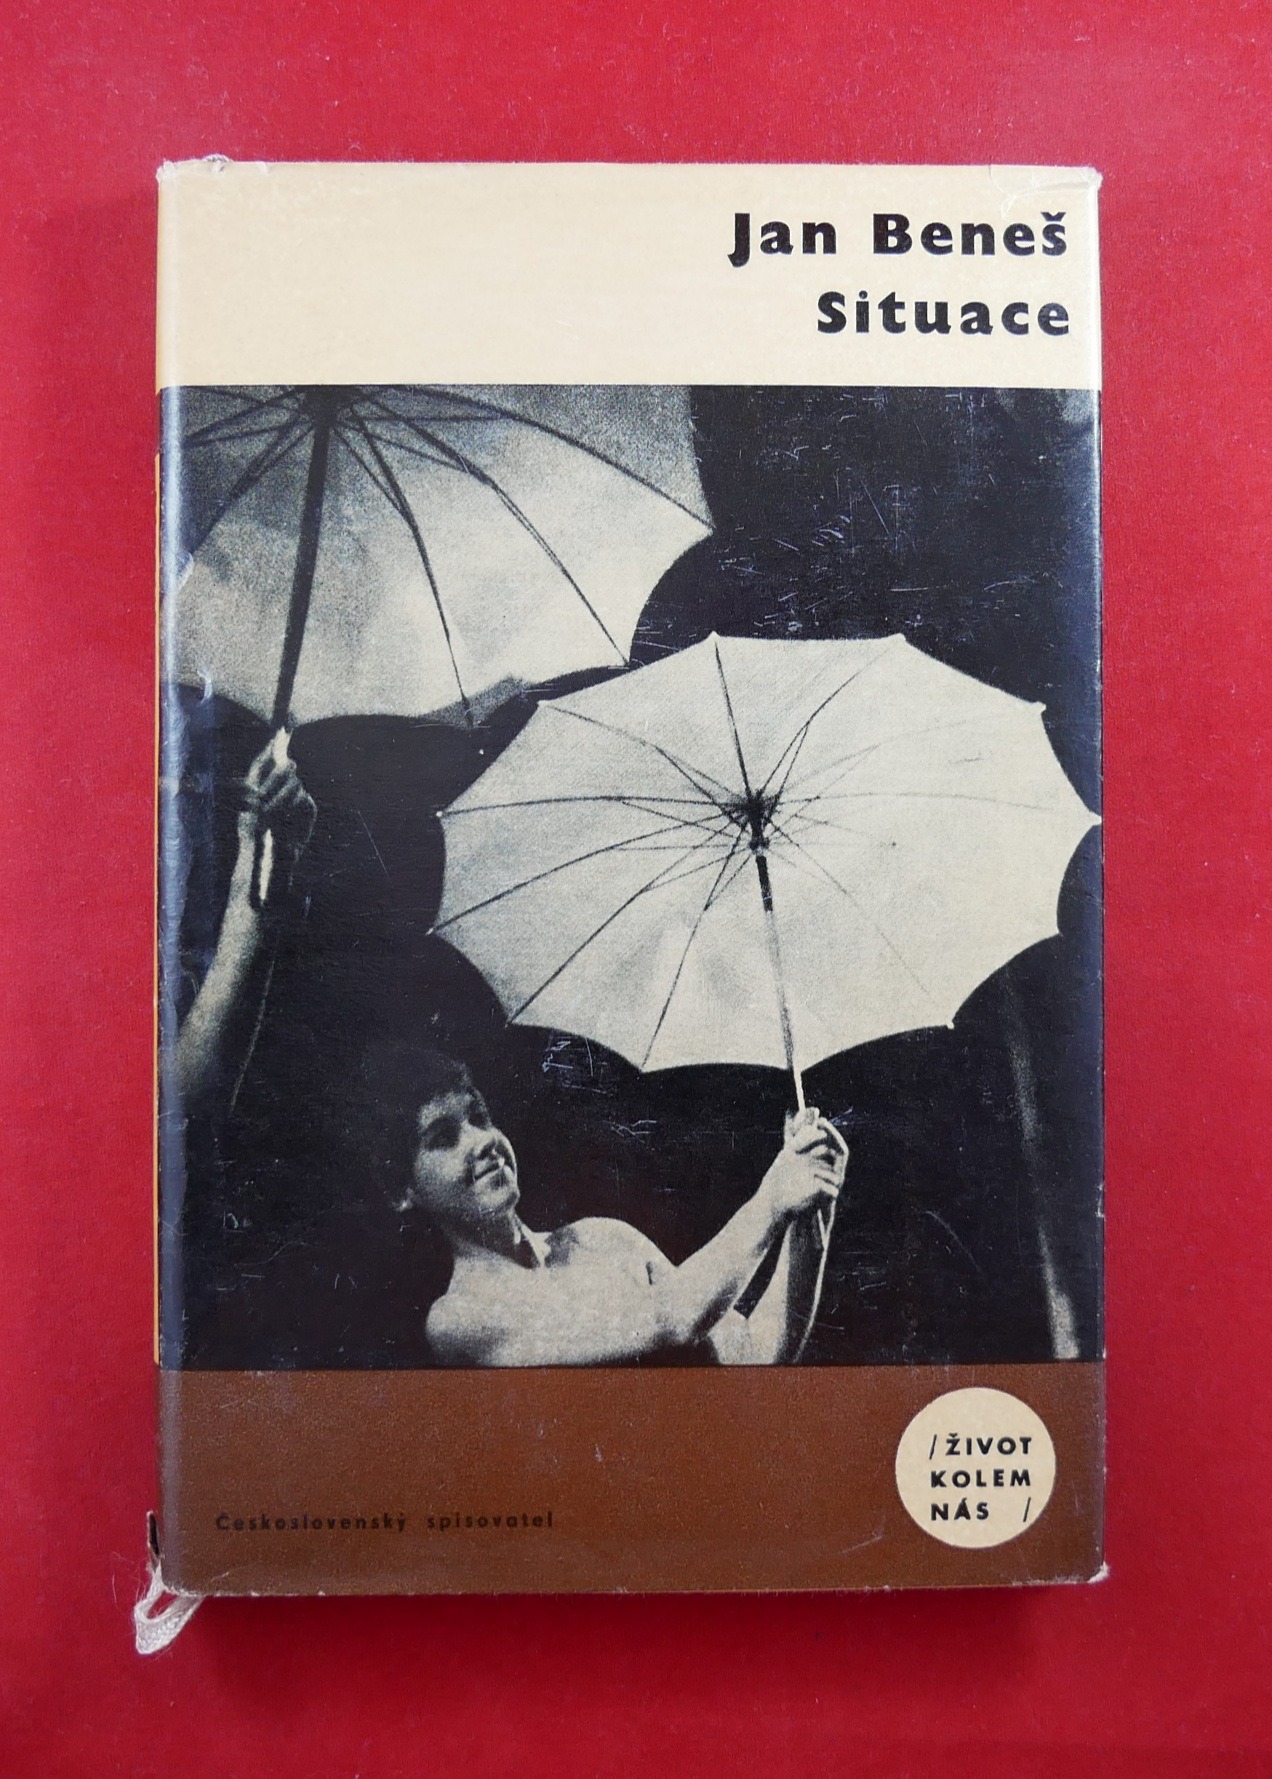 Jan Beneš
Situace
/ŽIVOT
KOLEM
NÁS /
Československý spisovatel